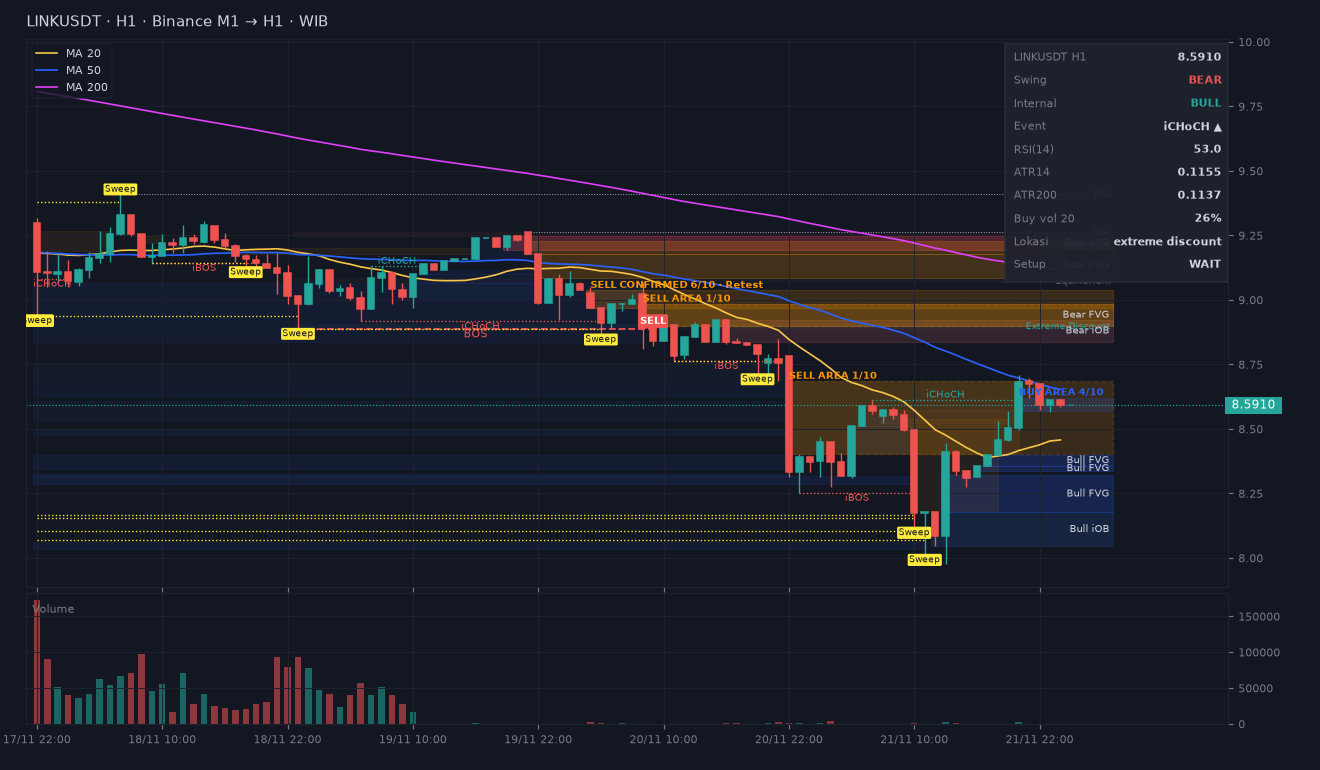 LINKUSDT · H1 · Binance M1 → H1 · WIB
MA 20
MA 50
MA 200
LINKUSDT H1 8.5910
Swing BEAR
Internal BULL
Event iCHoCH ▲
RSI(14) 53.0
ATR14 0.1155
ATR200 0.1137
Buy vol 20 26%
Lokasi extreme discount
Setup WAIT
10.00
9.75
9.50
9.25
9.00
8.75
8.5910
8.50
8.25
8.00
Sweep
iBOS
Sweep
iCHoCH
weep
Sweep
iCHoCH
iCHoCH
BOS
Sweep
SELL CONFIRMED 6/10 · Retest
SELL AREA 1/10
SELL
iBOS
Sweep
SELL AREA 1/10
iBOS
iCHoCH
Sweep
Sweep
BUY AREA 4/10
Bear FVG
Extreme Discount
Bear iOB
Bull FVG
Bull FVG
Bull FVG
Bull iOB
Volume
150000
100000
50000
0
17/11 22:00
18/11 10:00
18/11 22:00
19/11 10:00
19/11 22:00
20/11 10:00
20/11 22:00
21/11 10:00
21/11 22:00